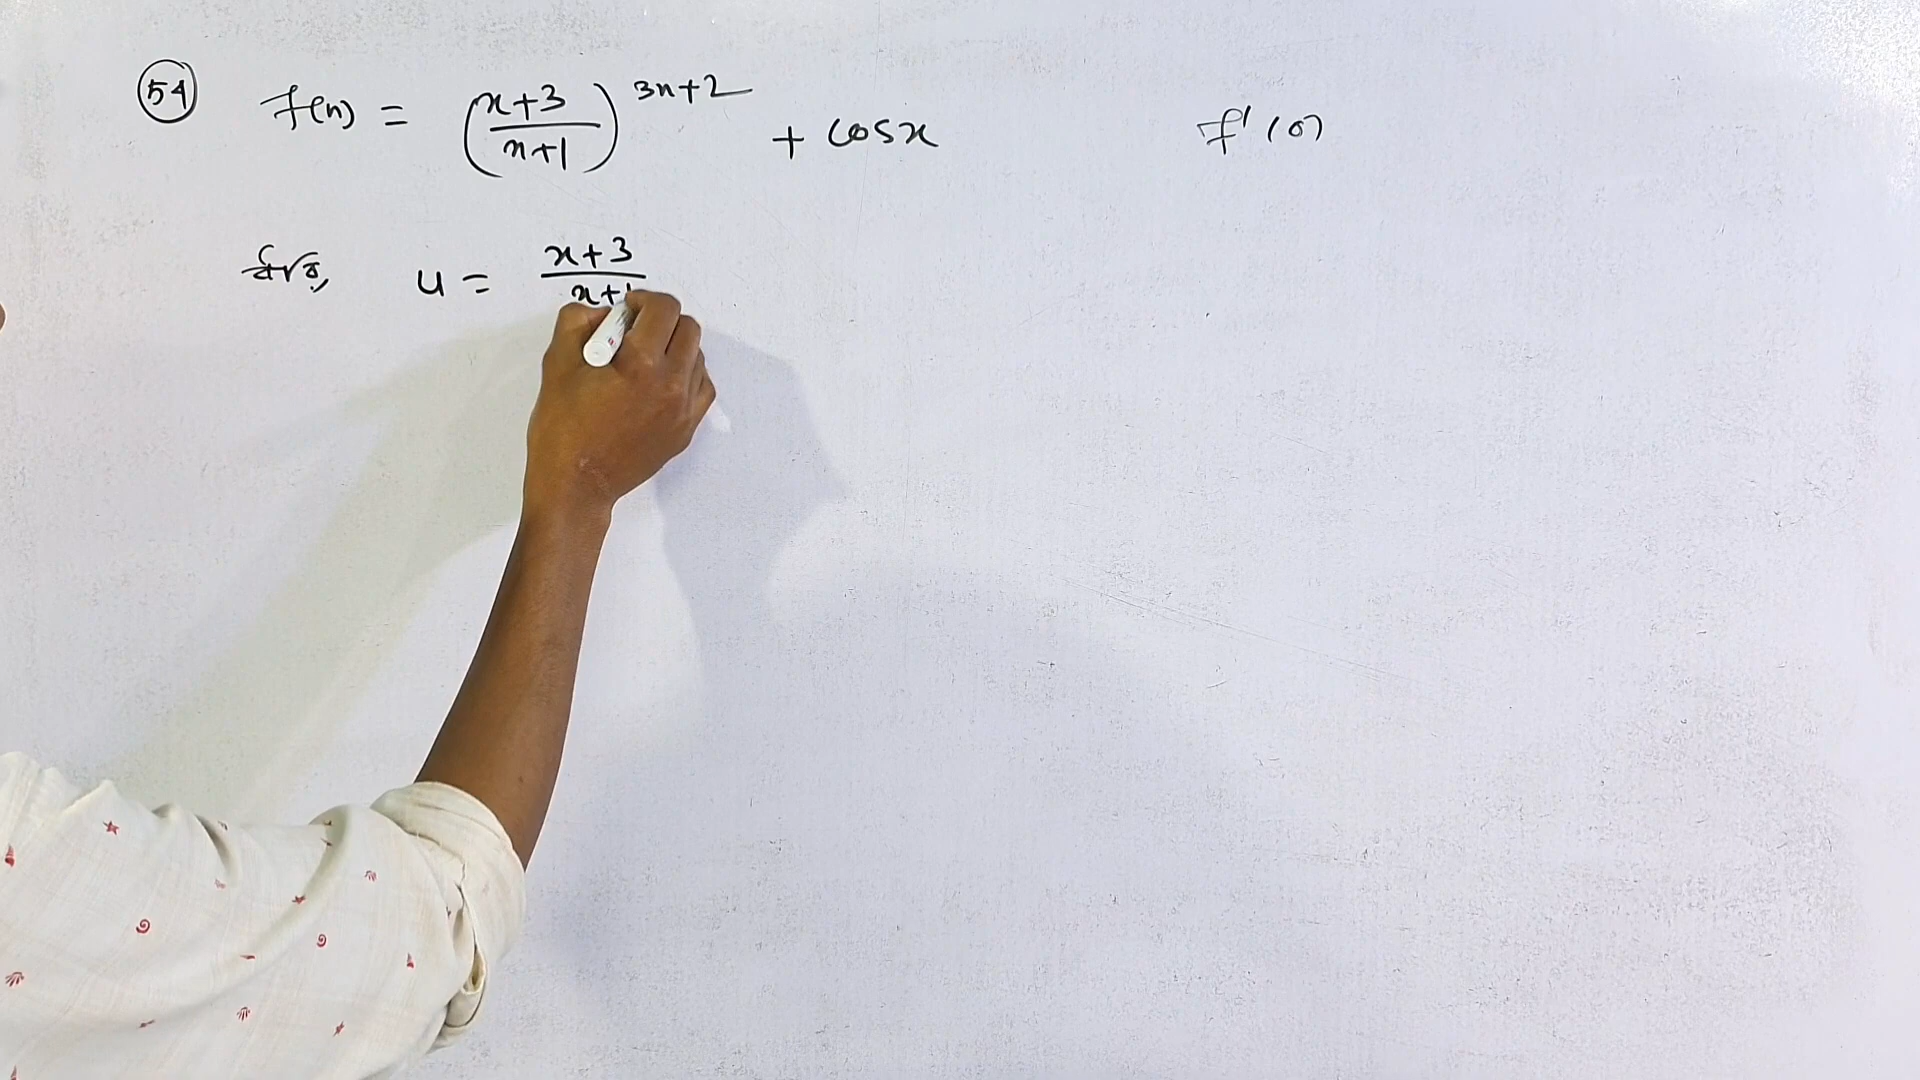 54 f(x) = (x+3/x+1)^3x+2 + cosx f'(0)
ধরি, u = x+3/x+1